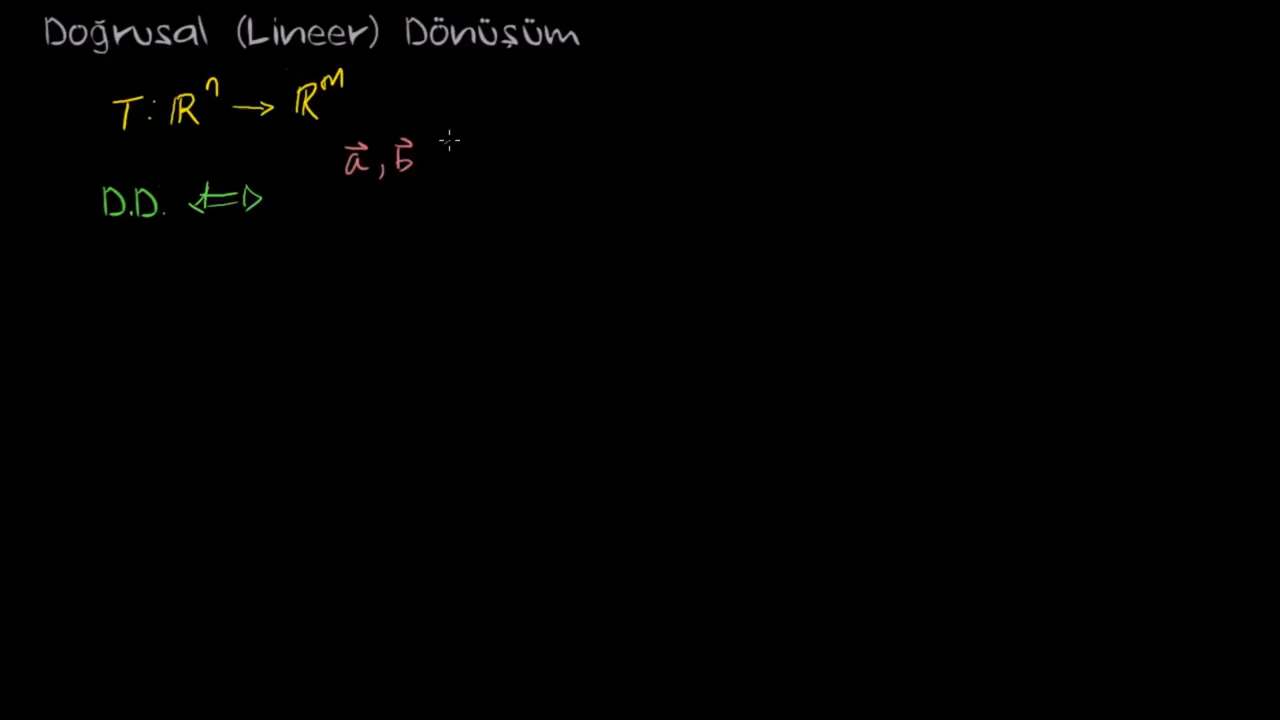 Doğrusal (Lineer) Dönüşüm
T: ℝⁿ → ℝᵐ
a⃗, b⃗
D.D. ⇔